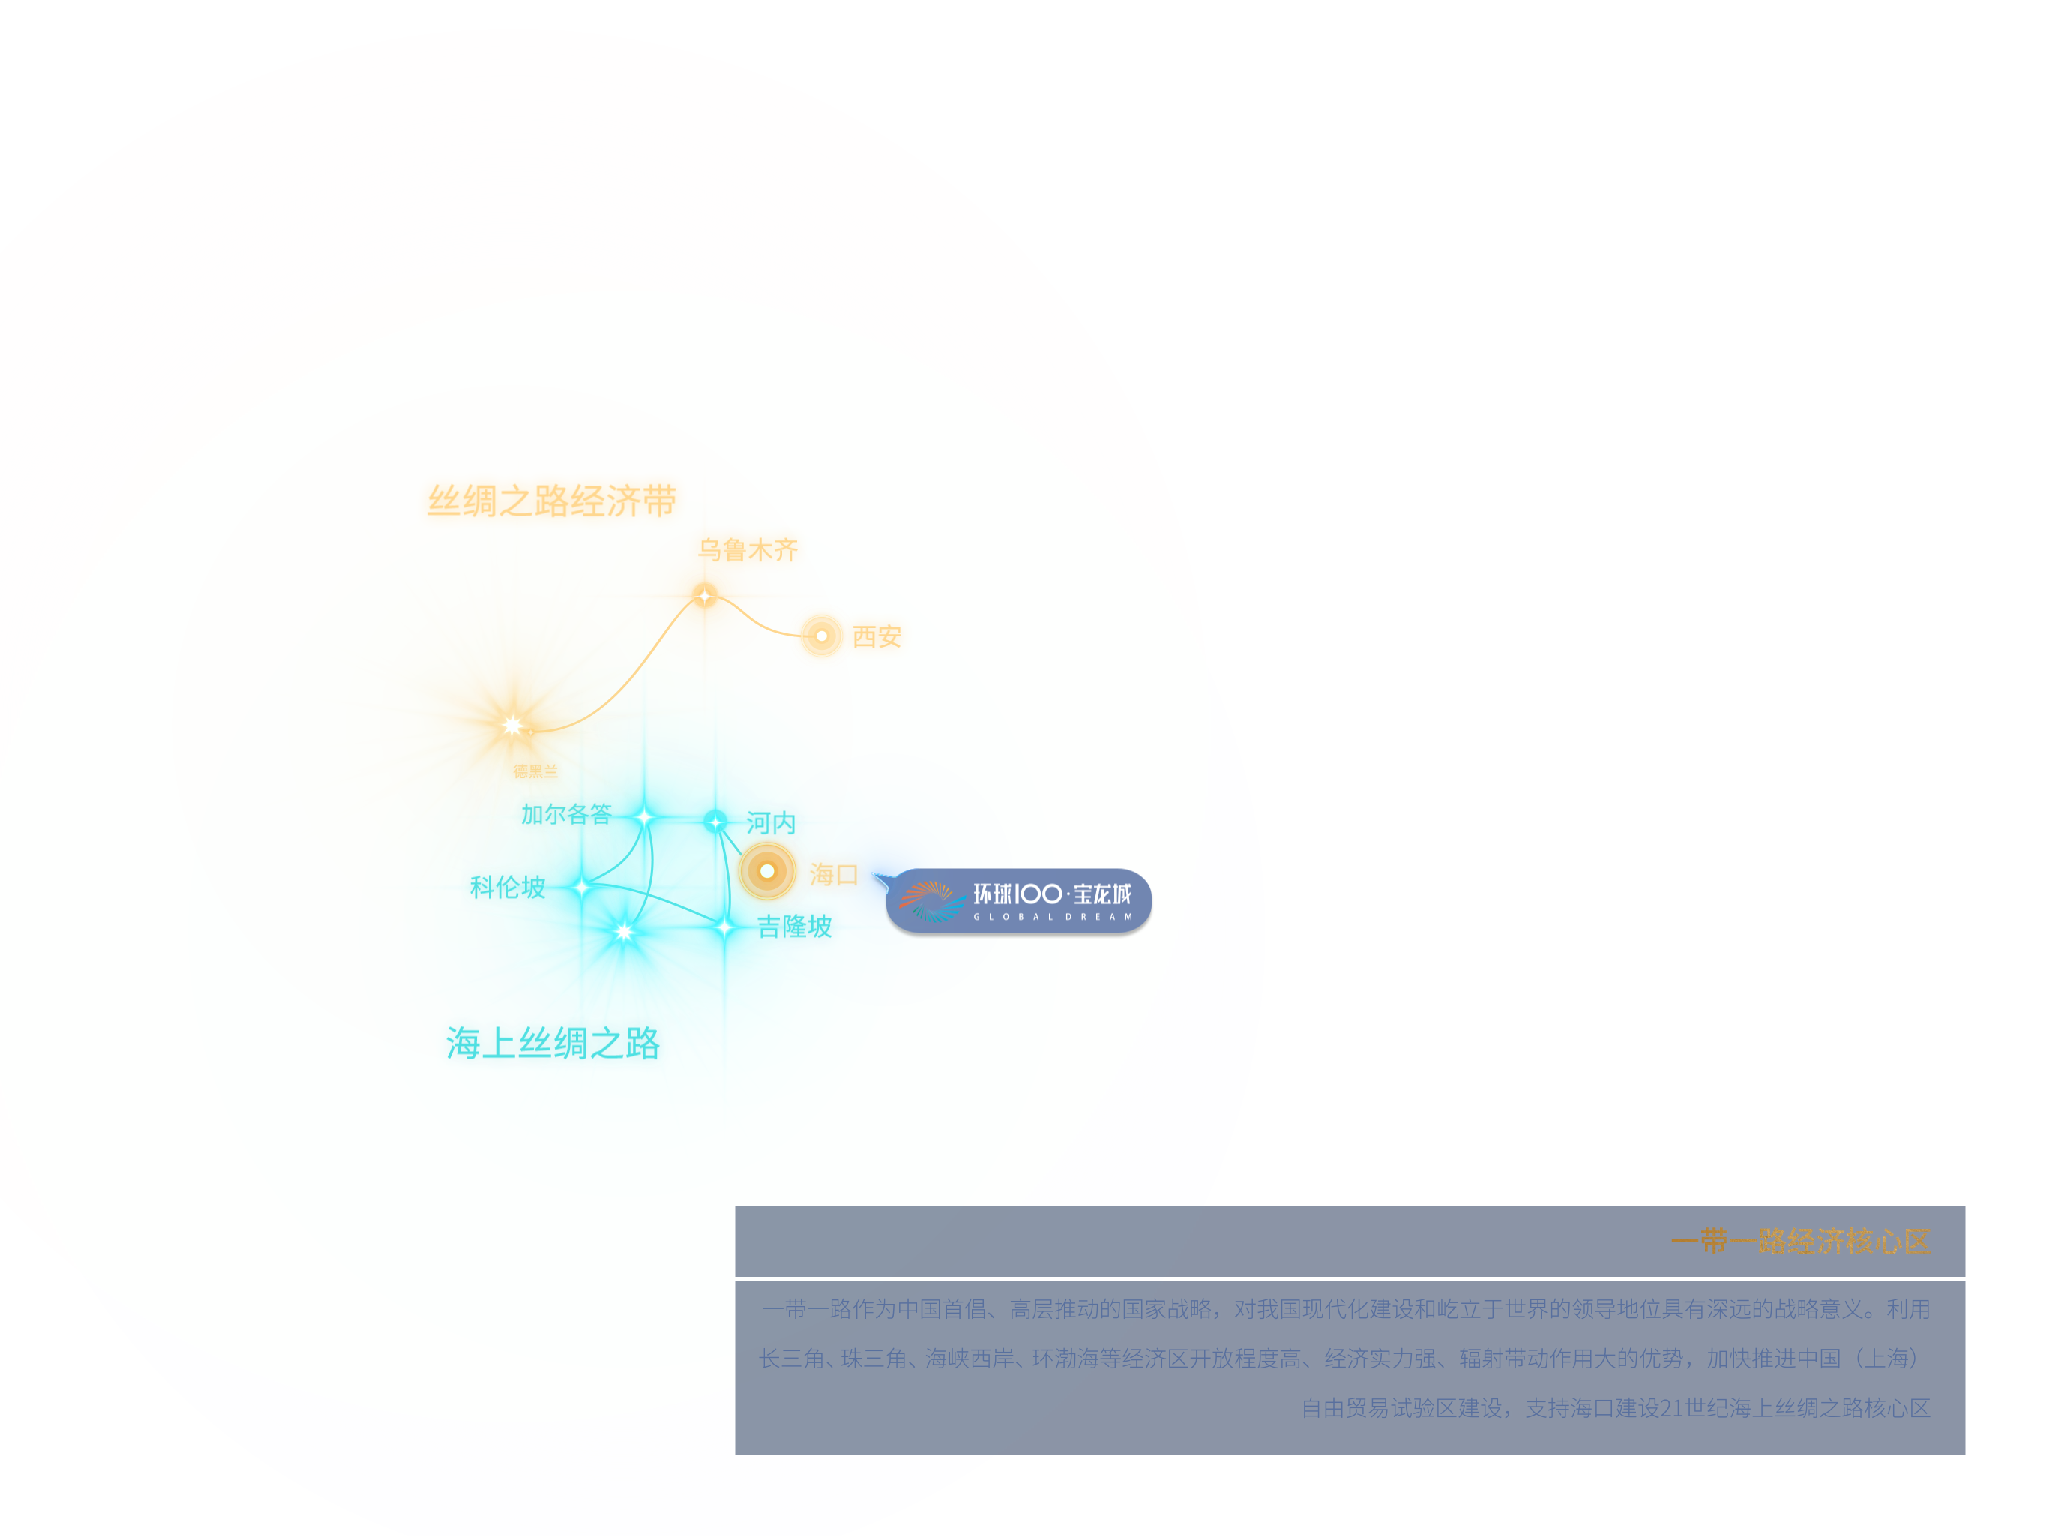 丝绸之路经济带
乌鲁木齐
西安
德黑兰
加尔各答
河内
海口
科伦坡
吉隆坡
环球100·宝龙城
GLOBAL DREAM
海上丝绸之路
一带一路经济核心区
一带一路作为中国首倡、高层推动的国家战略，对我国现代化建设和屹立于世界的领导地位具有深远的战略意义。利用
长三角、珠三角、海峡西岸、环渤海等经济区开放程度高、经济实力强、辐射带动作用大的优势，加快推进中国（上海）
自由贸易试验区建设，支持海口建设21世纪海上丝绸之路核心区